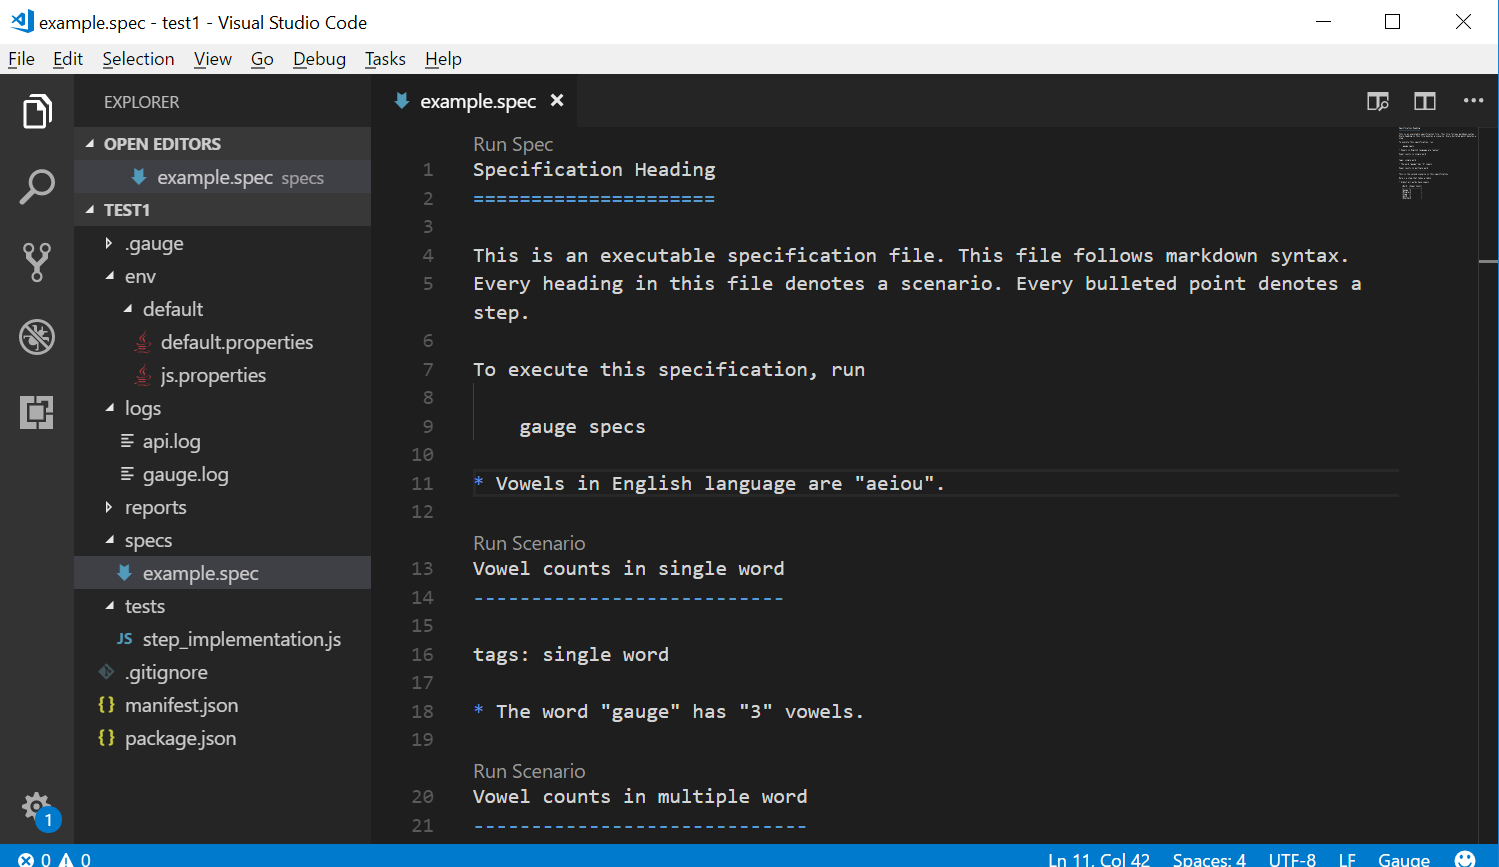 example.spec - test1 - Visual Studio Code
File Edit Selection View Go Debug Tasks Help
EXPLORER
OPEN EDITORS
example.spec specs
TEST1
.gauge
env
default
default.properties
js.properties
logs
api.log
gauge.log
reports
specs
example.spec
tests
JS step_implementation.js
.gitignore
{} manifest.json
{} package.json
1
example.spec
Run Spec
1 Specification Heading
2 =====================
3
4 This is an executable specification file. This file follows markdown syntax.
5 Every heading in this file denotes a scenario. Every bulleted point denotes a
step.
6
7 To execute this specification, run
8
9 gauge specs
10
11 * Vowels in English language are "aeiou".
12
Run Scenario
13 Vowel counts in single word
14 ---------------------------
15
16 tags: single word
17
18 * The word "gauge" has "3" vowels.
19
Run Scenario
20 Vowel counts in multiple word
21 -----------------------------
0 0 Ln 11, Col 42 Spaces: 4 UTF-8 LF Gauge